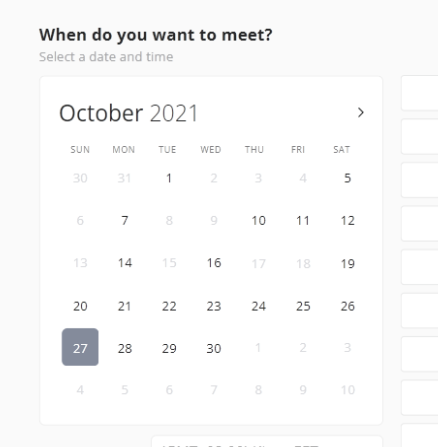 When do you want to meet?
Select a date and time
October 2021
SUN MON TUE WED THU FRI SAT
30 31 1 2 3 4 5
6 7 8 9 10 11 12
13 14 15 16 17 18 19
20 21 22 23 24 25 26
27 28 29 30 1 2 3
4 5 6 7 8 9 10